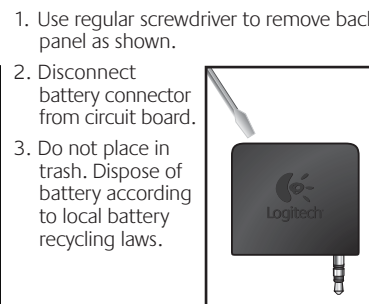 1. Use regular screwdriver to remove back
panel as shown.
2. Disconnect
battery connector
from circuit board.
3. Do not place in
trash. Dispose of
battery according
to local battery
recycling laws.
Logitech